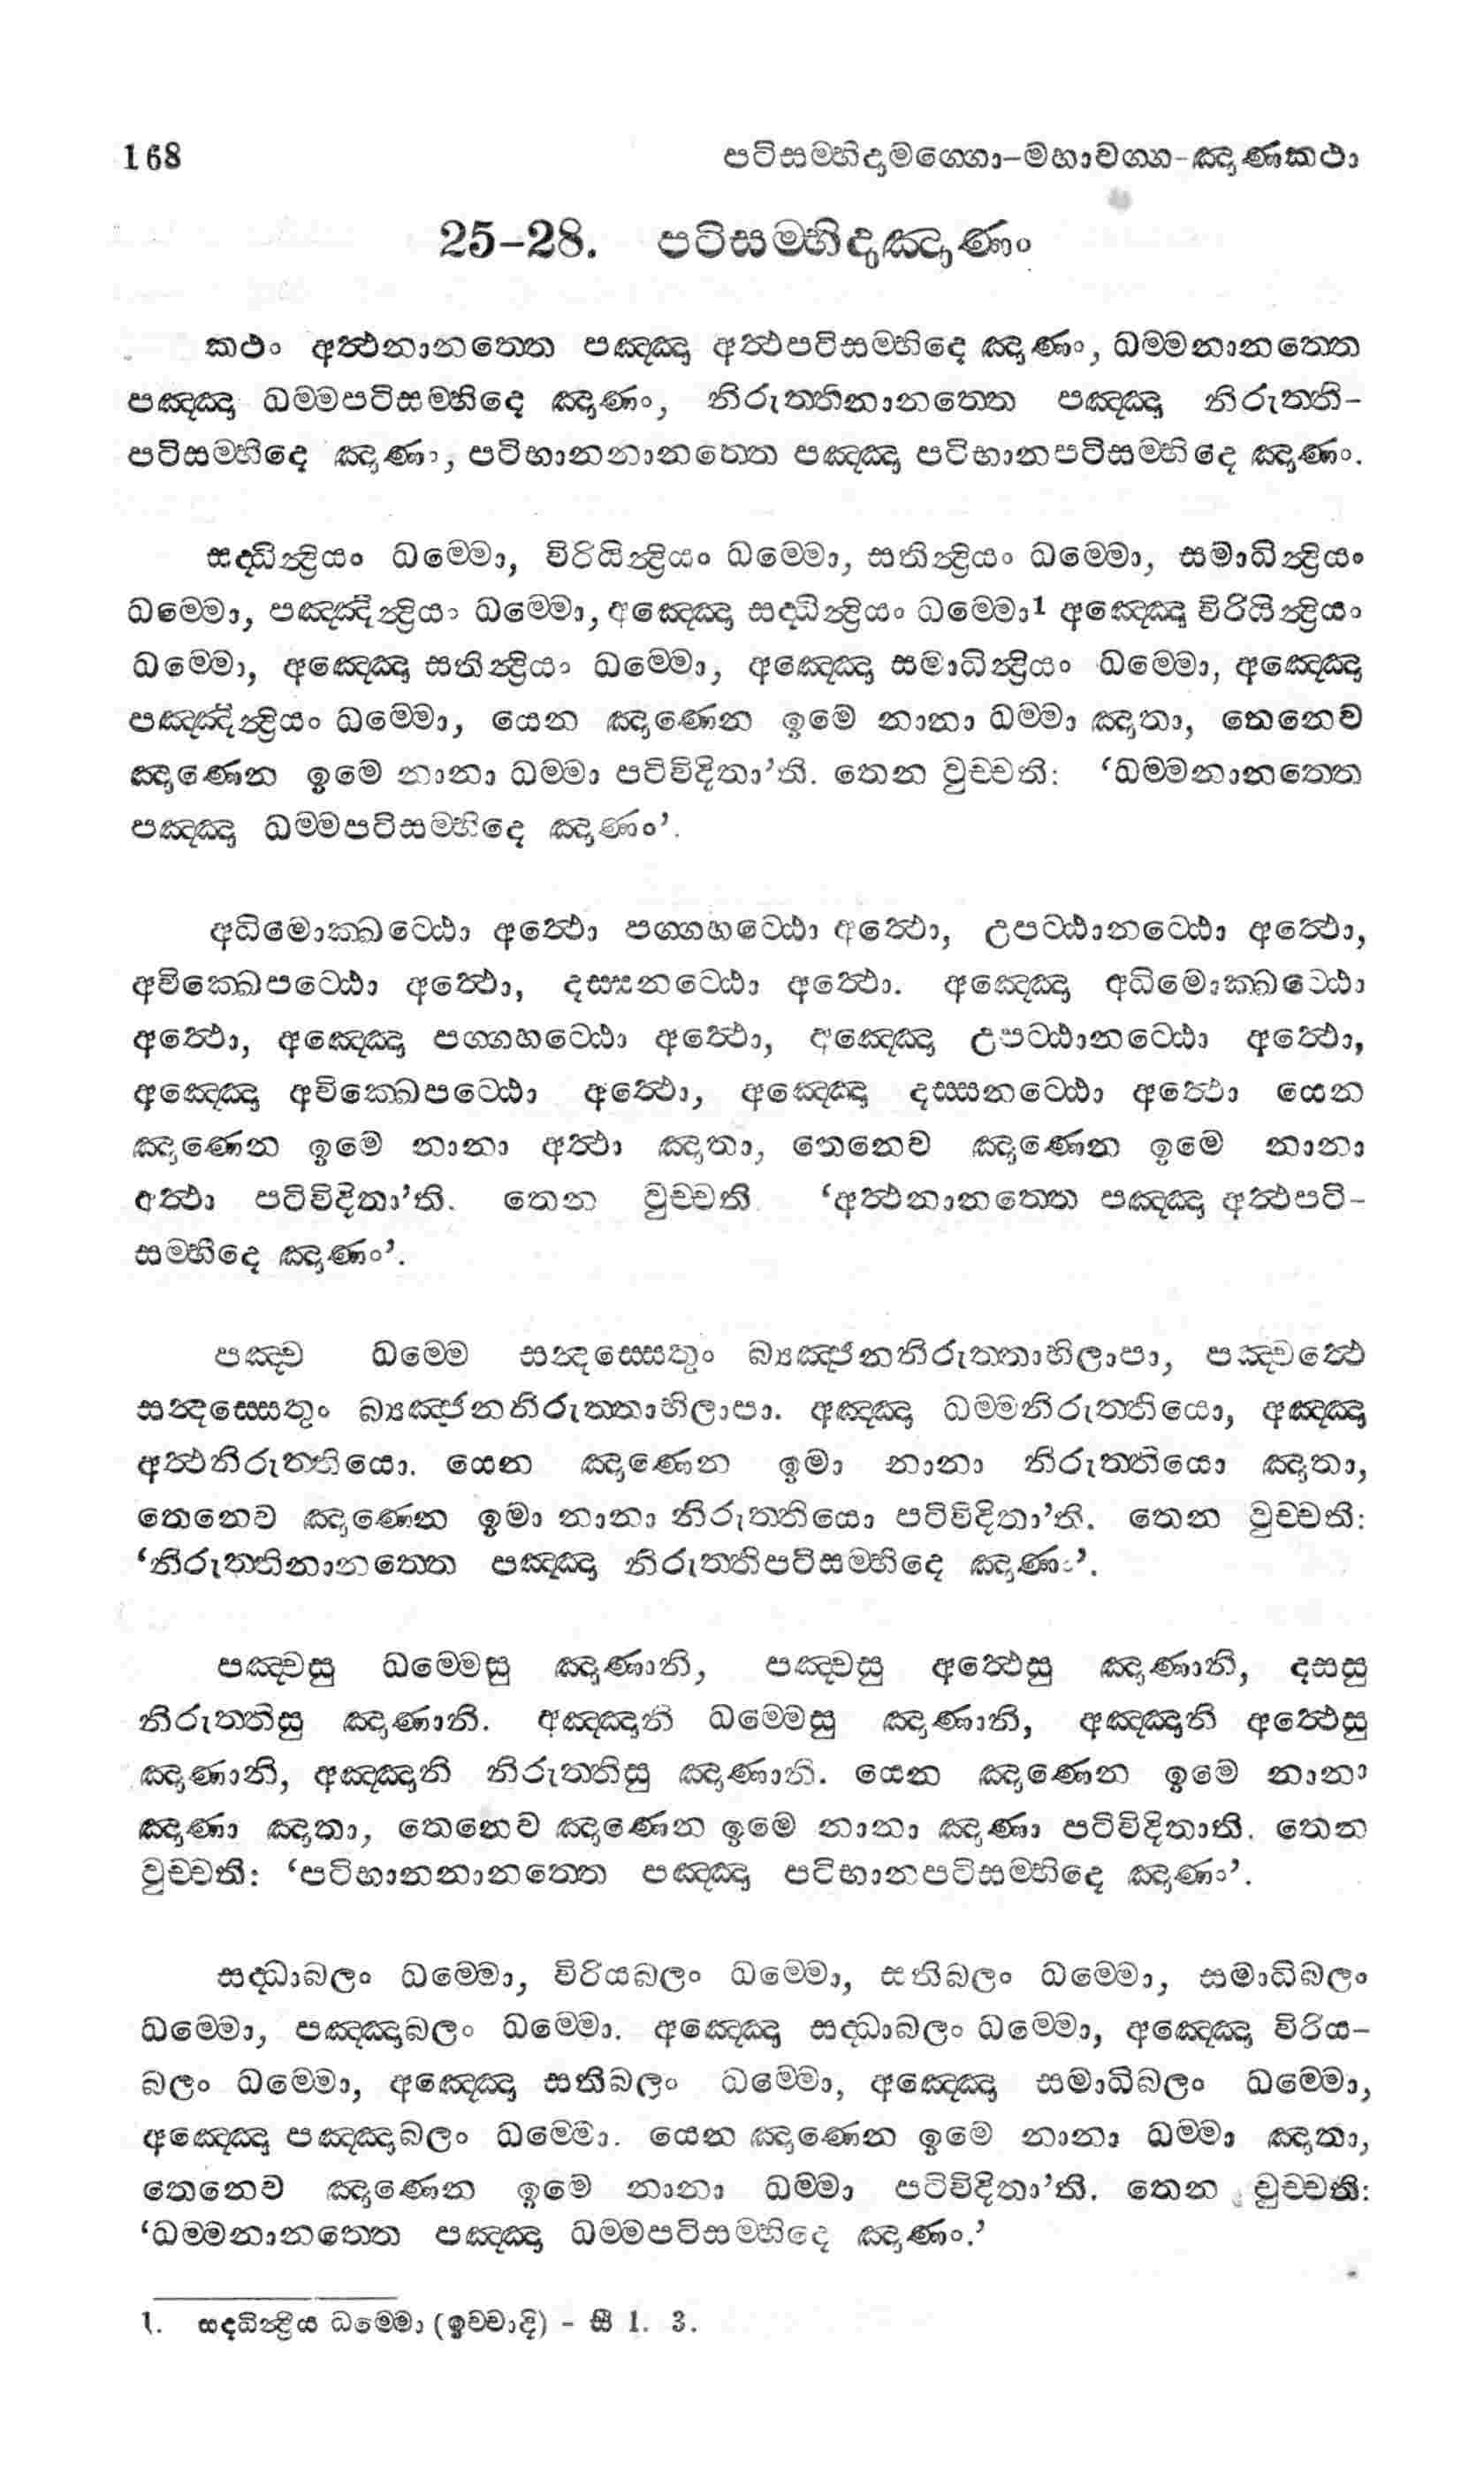 168 පටිසම්භිදාමග්ගො–මහාවග්ග-ඤාණකථා
25–28. පටිසම්භිදාඤාණං
කථං අත්ථනානත්තෙ පඤ්ඤා අත්ථපටිසම්භිදෙ ඤාණං, ධම්මනානත්තෙ
පඤ්ඤා ධම්මපටිසම්භිදෙ ඤාණං, නිරුත්තිනානත්තෙ පඤ්ඤා නිරුත්ති-
පටිසම්භිදෙ ඤාණං, පටිභානනානත්තෙ පඤ්ඤා පටිභානපටිසම්භිදෙ ඤාණං.
සද්ධින්ද්‍රියං ධම්මො, විරියින්ද්‍රියං ධම්මො, සතින්ද්‍රියං ධම්මො, සමාධින්ද්‍රියං
ධම්මො, පඤ්ඤින්ද්‍රියං ධම්මො, අඤ්ඤො සද්ධින්ද්‍රියං ධම්මො1 අඤ්ඤො විරියින්ද්‍රියං
ධම්මො, අඤ්ඤො සතින්ද්‍රියං ධම්මො, අඤ්ඤො සමාධින්ද්‍රියං ධම්මො, අඤ්ඤො
පඤ්ඤින්ද්‍රියං ධම්මො, යෙන ඤාණෙන ඉමෙ නානා ධම්මා ඤාතා, තෙනෙව
ඤාණෙන ඉමෙ නානා ධම්මා පටිවිදිතා’ති. තෙන වුච්චති: ‘ධම්මනානත්තෙ
පඤ්ඤා ධම්මපටිසම්භිදෙ ඤාණං’.
අධිමොක්ඛට්ඨො අත්ථො පග්ගහට්ඨො අත්ථො, උපට්ඨානට්ඨො අත්ථො,
අවික්ඛෙපට්ඨො අත්ථො, දස්සනට්ඨො අත්ථො. අඤ්ඤො අධිමොක්ඛට්ඨො
අත්ථො, අඤ්ඤො පග්ගහට්ඨො අත්ථො, අඤ්ඤො උපට්ඨානට්ඨො අත්ථො,
අඤ්ඤො අවික්ඛෙපට්ඨො අත්ථො, අඤ්ඤො දස්සනට්ඨො අත්ථො යෙන
ඤාණෙන ඉමෙ නානා අත්ථා ඤාතා, තෙනෙව ඤාණෙන ඉමෙ නානා
අත්ථා පටිවිදිතා’ති. තෙන වුච්චති ‘අත්ථනානත්තෙ පඤ්ඤා අත්ථපටි-
සම්භිදෙ ඤාණං’.
පඤ්ච ධම්මෙ සන්දස්සෙතුං බ්‍යඤ්ජනනිරුත්තාභිලාපා, පඤ්චත්ථෙ
සන්දස්සෙතුං බ්‍යඤ්ජනනිරුත්තාභිලාපා. අඤ්ඤා ධම්මනිරුත්තියො, අඤ්ඤා
අත්ථනිරුත්තියො. යෙන ඤාණෙන ඉමා නානා නිරුත්තියො ඤාතා,
තෙනෙව ඤාණෙන ඉමා නානා නිරුත්තියො පටිවිදිතා’ති. තෙන වුච්චති:
‘නිරුත්තිනානත්තෙ පඤ්ඤා නිරුත්තිපටිසම්භිදෙ ඤාණං’.
පඤ්චසු ධම්මෙසු ඤාණානි, පඤ්චසු අත්ථෙසු ඤාණානි, දසසු
නිරුත්තිසු ඤාණානි. අඤ්ඤානි ධම්මෙසු ඤාණානි, අඤ්ඤානි අත්ථෙසු
ඤාණානි, අඤ්ඤානි නිරුත්තිසු ඤාණානි. යෙන ඤාණෙන ඉමෙ නානා
ඤාණා ඤාතා, තෙනෙව ඤාණෙන ඉමෙ නානා ඤාණා පටිවිදිතාති. තෙන
වුච්චති: ‘පටිභානනානත්තෙ පඤ්ඤා පටිභානපටිසම්භිදෙ ඤාණං’.
සද්ධාබලං ධම්මො, විරියබලං ධම්මො, සතිබලං ධම්මො, සමාධිබලං
ධම්මො, පඤ්ඤාබලං ධම්මො. අඤ්ඤො සද්ධාබලං ධම්මො, අඤ්ඤො විරිය-
බලං ධම්මො, අඤ්ඤො සතිබලං ධම්මො, අඤ්ඤො සමාධිබලං ධම්මො,
අඤ්ඤො පඤ්ඤාබලං ධම්මො. යෙන ඤාණෙන ඉමෙ නානා ධම්මා ඤාතා,
තෙනෙව ඤාණෙන ඉමෙ නානා ධම්මා පටිවිදිතා’ති. තෙන වුච්චති:
‘ධම්මනානත්තෙ පඤ්ඤා ධම්මපටිසම්භිදෙ ඤාණං.’
1. සද්ධින්ද්‍රිය ධම්මො (ඉච්චාදි) - සී 1. 3.